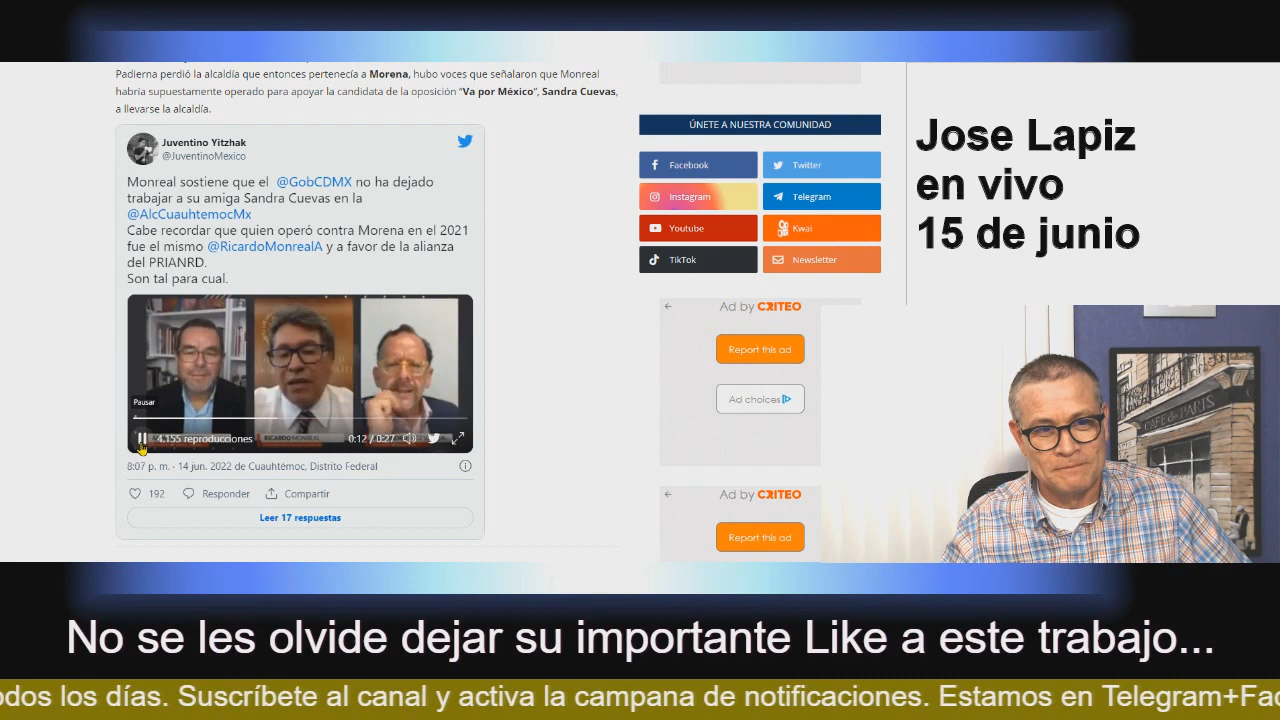 Padierna perdió la alcaldía que entonces pertenecía a Morena, hubo voces que señalaron que Monreal
habría supuestamente operado para apoyar la candidata de la oposición “Va por México”, Sandra Cuevas,
a llevarse la alcaldía.
Juventino Yitzhak
@JuventinoMexico
Monreal sostiene que el @GobCDMX no ha dejado
trabajar a su amiga Sandra Cuevas en la
@AlcCuauhtemocMx
Cabe recordar que quien operó contra Morena en el 2021
fue el mismo @RicardoMonrealA y a favor de la alianza
del PRIANRD.
Son tal para cual.
Pausar
4.155 reproducciones
0:12 / 0:27
RICARDO MONREAL
8:07 p. m. · 14 jun. 2022 de Cuauhtémoc, Distrito Federal
192 Responder Compartir
Leer 17 respuestas
ÚNETE A NUESTRA COMUNIDAD
Facebook Twitter
Instagram Telegram
Youtube Kwai
TikTok Newsletter
Ad by CRITEO
Report this ad
Ad choices
Ad by CRITEO
Report this ad
Jose Lapiz
en vivo
15 de junio
CAFE de PARIS
No se les olvide dejar su importante Like a este trabajo...
odos los días. Suscríbete al canal y activa la campana de notificaciones. Estamos en Telegram+Fac